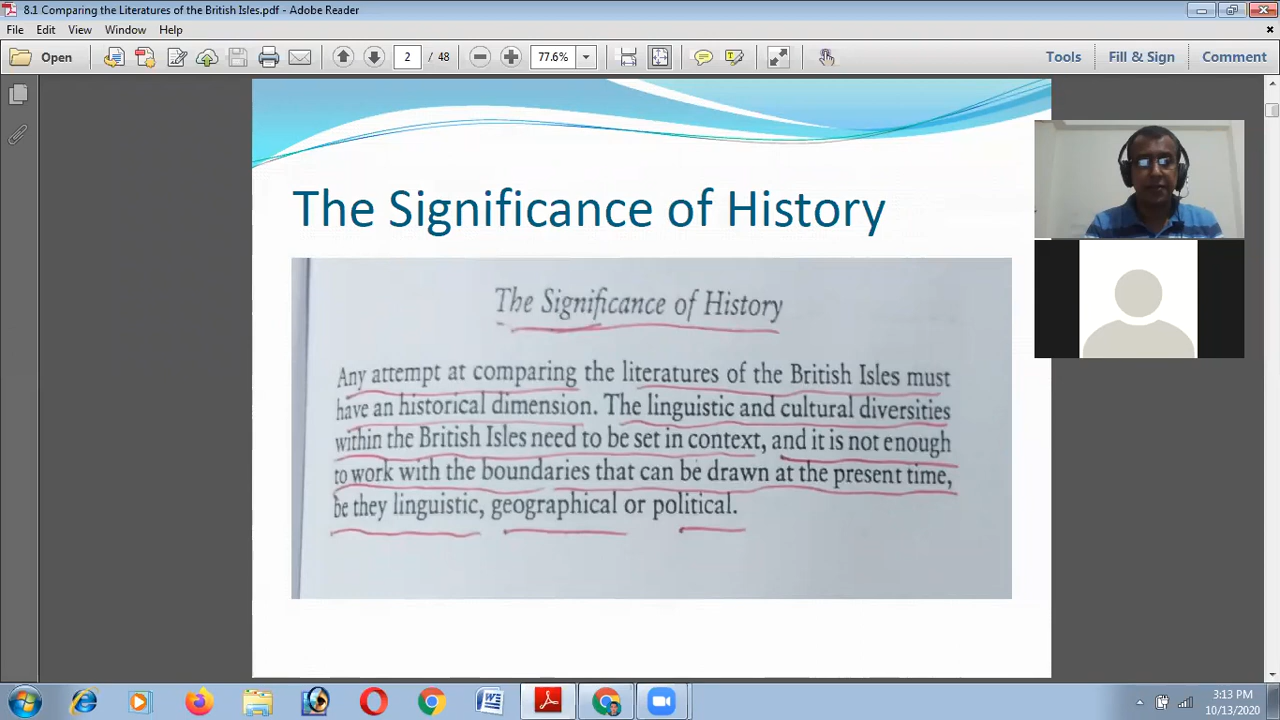 8.1 Comparing the Literatures of the British Isles.pdf - Adobe Reader
File Edit View Window Help
Open 2 / 48 77.6% Tools Fill & Sign Comment
The Significance of History
The Significance of History
Any attempt at comparing the literatures of the British Isles must
have an historical dimension. The linguistic and cultural diversities
within the British Isles need to be set in context, and it is not enough
to work with the boundaries that can be drawn at the present time,
be they linguistic, geographical or political.
3:13 PM
10/13/2020